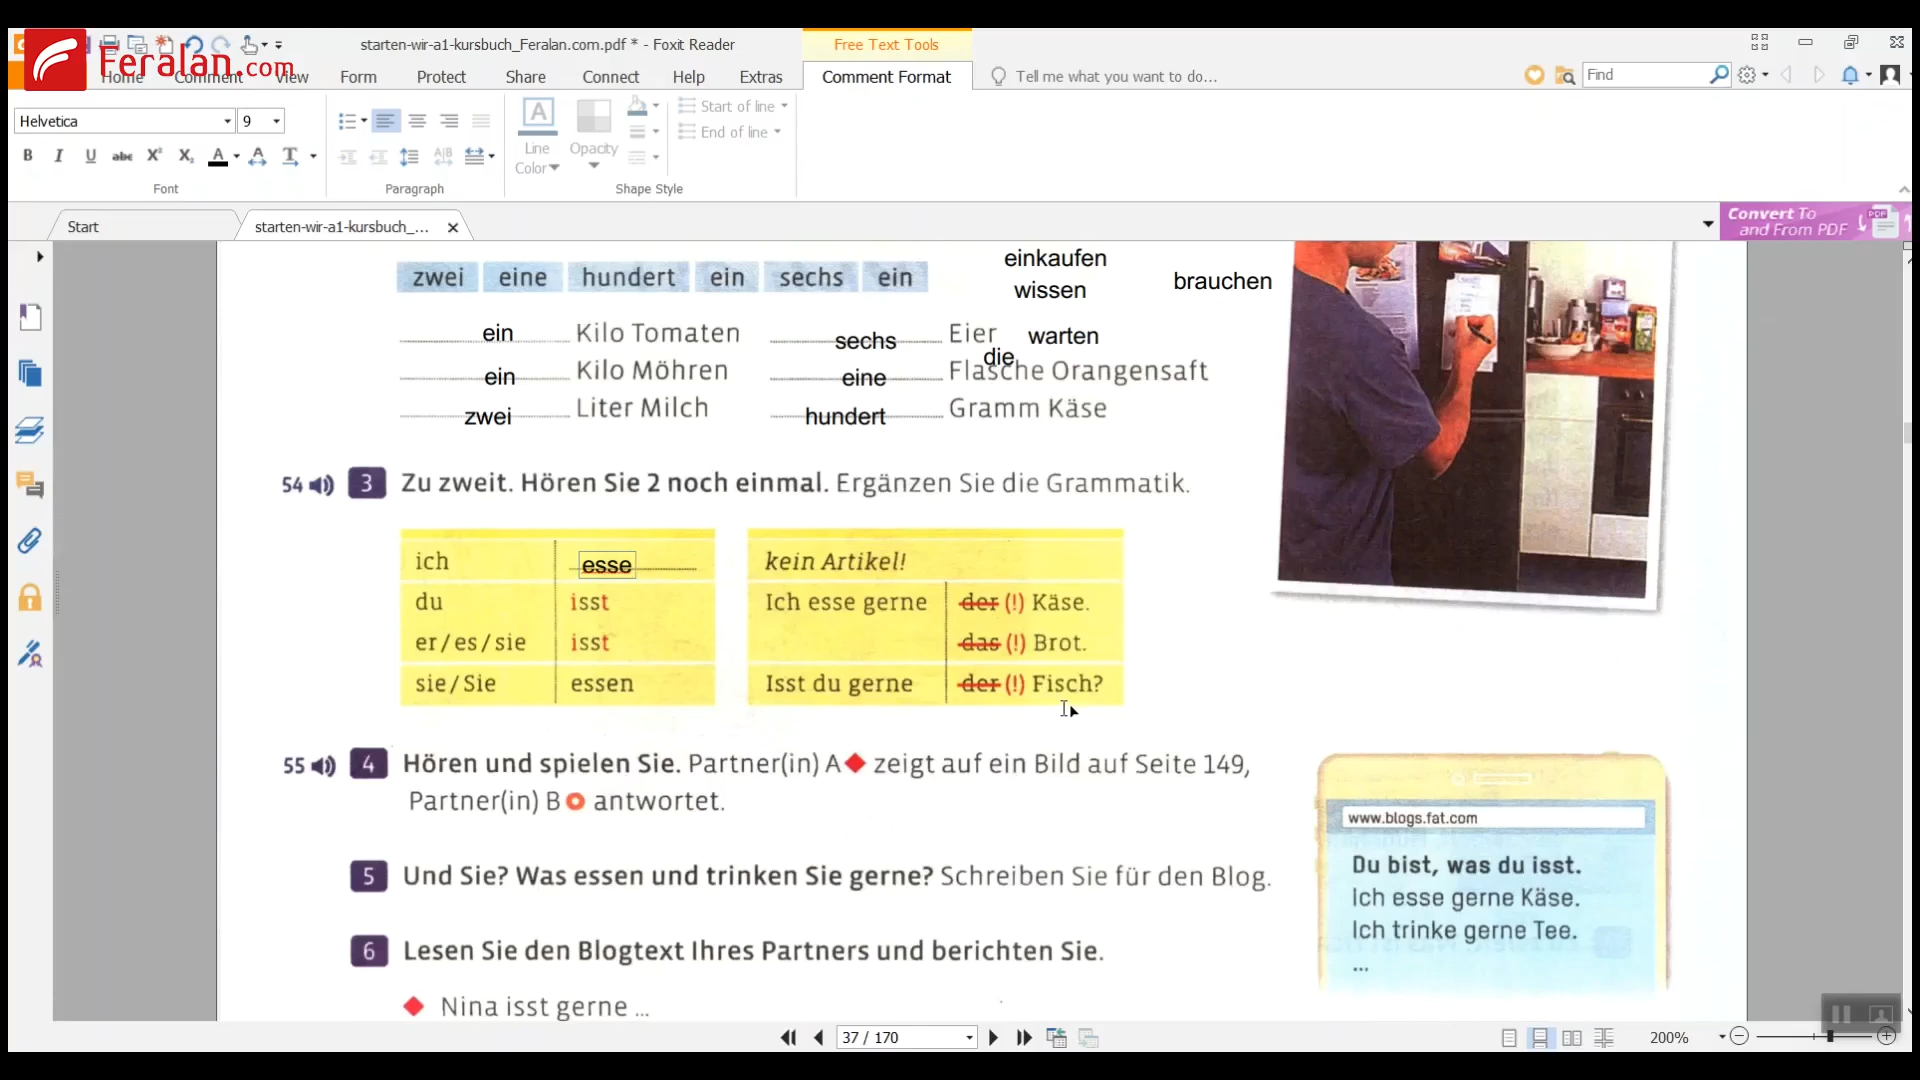 Feralan.com
starten-wir-a1-kursbuch_Feralan.com.pdf * - Foxit Reader
Free Text Tools
Home Comment View Form Protect Share Connect Help Extras Comment Format Tell me what you want to do...
Find
Helvetica 9
Start of line
End of line
Line Color
Opacity
Font Paragraph Shape Style
Start
starten-wir-a1-kursbuch_...
Convert To and From PDF
zwei eine hundert ein sechs ein
einkaufen
wissen
brauchen
warten
die
ein Kilo Tomaten sechs Eier
ein Kilo Möhren eine Flasche Orangensaft
zwei Liter Milch hundert Gramm Käse
54 3 Zu zweit. Hören Sie 2 noch einmal. Ergänzen Sie die Grammatik.
ich esse
du isst
er/es/sie isst
sie/Sie essen
kein Artikel!
Ich esse gerne der (!) Käse.
das (!) Brot.
Isst du gerne der (!) Fisch?
55 4 Hören und spielen Sie. Partner(in) A zeigt auf ein Bild auf Seite 149,
Partner(in) B antwortet.
5 Und Sie? Was essen und trinken Sie gerne? Schreiben Sie für den Blog.
6 Lesen Sie den Blogtext Ihres Partners und berichten Sie.
Nina isst gerne ...
www.blogs.fat.com
Du bist, was du isst.
Ich esse gerne Käse.
Ich trinke gerne Tee.
...
37 / 170
200%